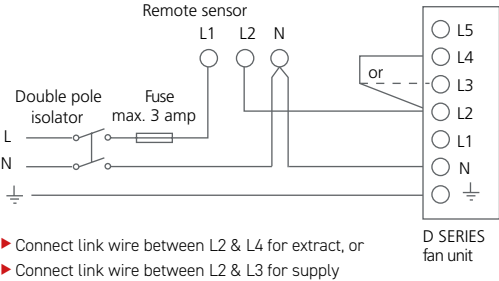 Remote sensor
L1 L2 N
Double pole
isolator
Fuse
max. 3 amp
L
N
or
L5
L4
L3
L2
L1
N
D SERIES
fan unit
Connect link wire between L2 & L4 for extract, or
Connect link wire between L2 & L3 for supply